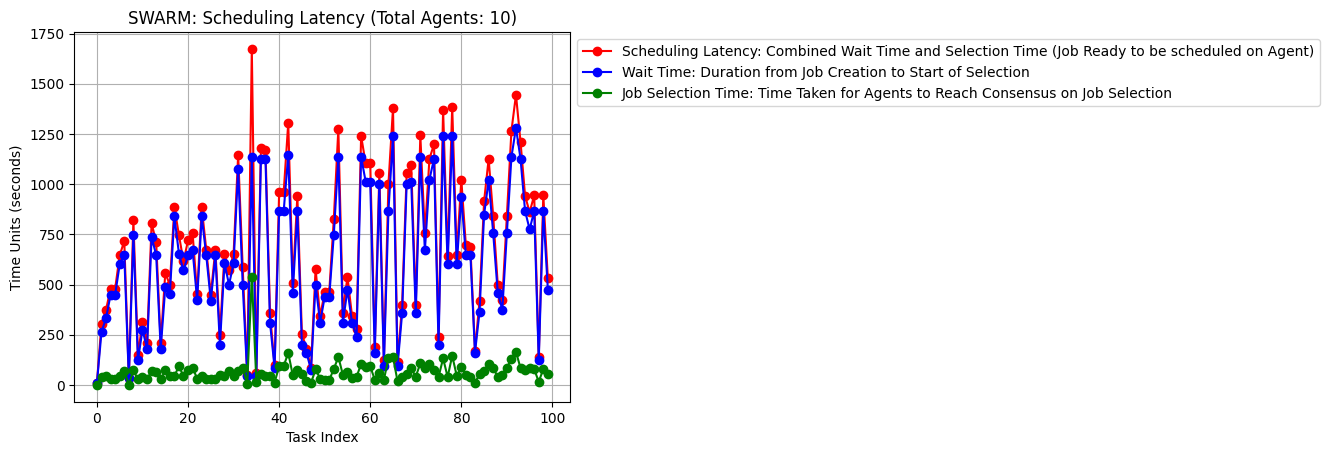 SWARM: Scheduling Latency (Total Agents: 10)
Scheduling Latency: Combined Wait Time and Selection Time (Job Ready to be scheduled on Agent)
Wait Time: Duration from Job Creation to Start of Selection
Job Selection Time: Time Taken for Agents to Reach Consensus on Job Selection
Time Units (seconds)
1750
1500
1250
1000
750
500
250
0
0 20 40 60 80 100
Task Index